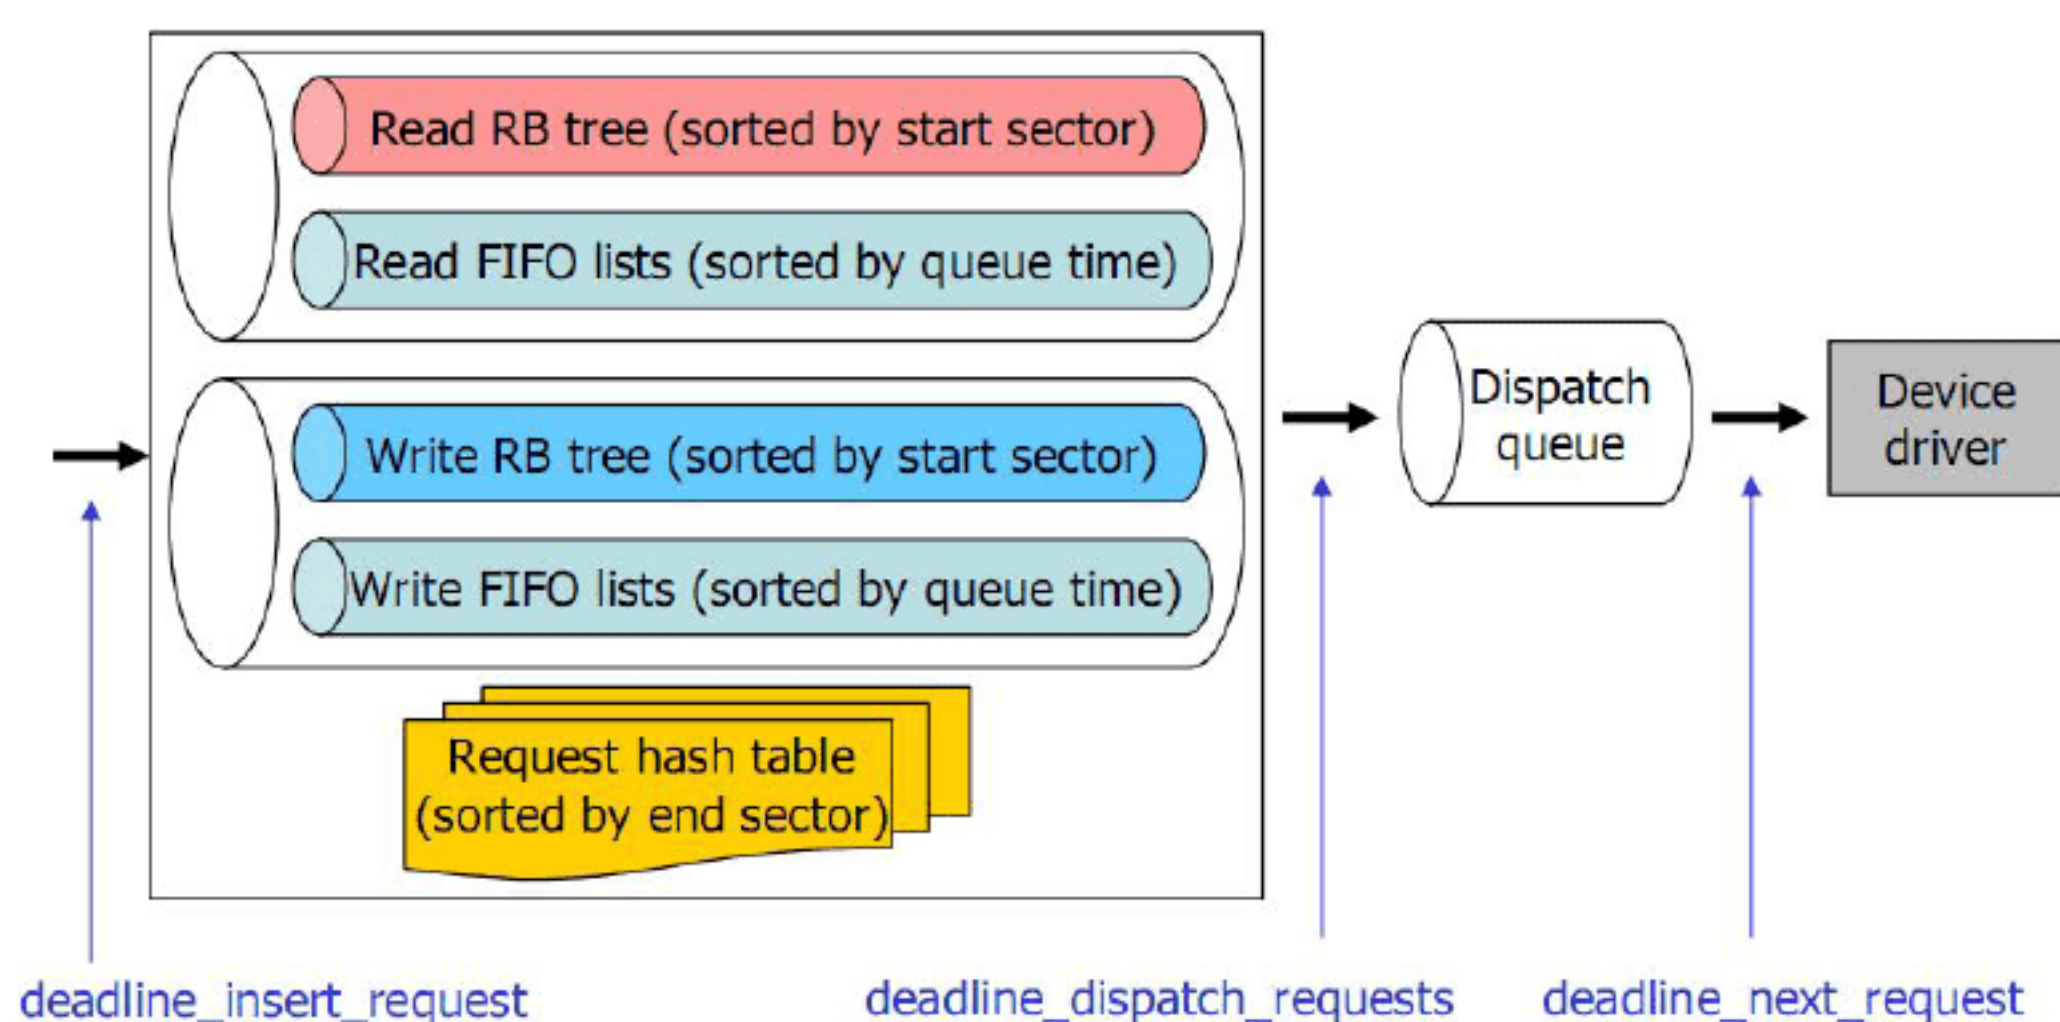 Read RB tree (sorted by start sector)
Read FIFO lists (sorted by queue time)
Write RB tree (sorted by start sector)
Write FIFO lists (sorted by queue time)
Request hash table
(sorted by end sector)
Dispatch
queue
Device
driver
deadline_insert_request
deadline_dispatch_requests
deadline_next_request